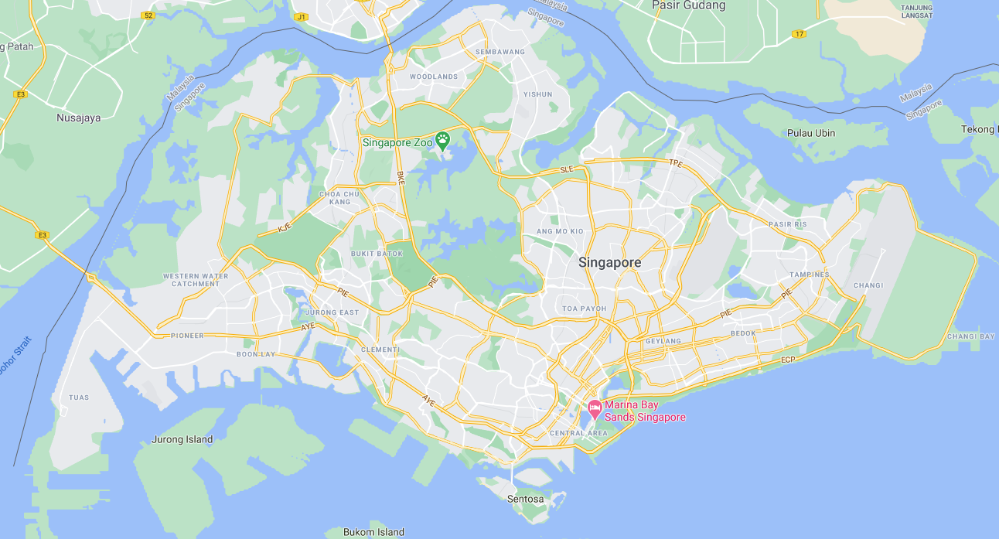 Pasir Gudang
TANJUNG
LANGSAT
52
J1
17
g Patah
Malaysia
Singapore
SEMBAWANG
WOODLANDS
E3
YISHUN
Malaysia
Singapore
Malaysia
Singapore
Nusajaya
Pulau Ubin
Tekong
Singapore Zoo
SLE
TPE
BKE
CHOA CHU
KANG
E3
KJE
ANG MO KIO
PASIR RIS
BUKIT BATOK
Singapore
WESTERN WATER
CATCHMENT
PIE
PIE
TAMPINES
CHANGI
PIE
JURONG EAST
TOA PAYOH
PIE
AYE
PIONEER
BEDOK
GEYLANG
CHANGI BAY
BOON LAY
CLEMENTI
ECP
ohor Strait
TUAS
AYE
Marina Bay
Sands Singapore
CENTRAL AREA
Jurong Island
Sentosa
Bukom Island